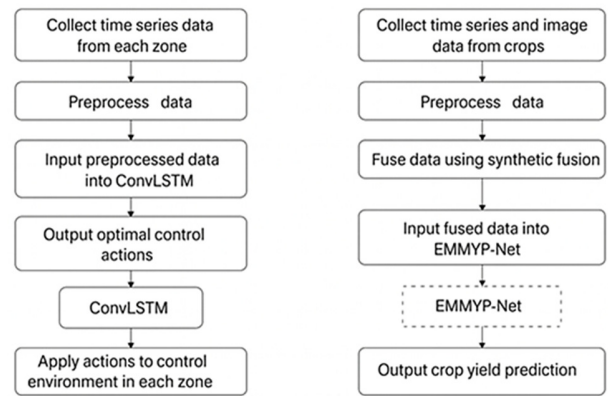 Collect time series data
from each zone
Preprocess data
Input preprocessed data
into ConvLSTM
Output optimal control
actions
ConvLSTM
Apply actions to control
environment in each zone
Collect time series and image
data from crops
Preprocess data
Fuse data using synthetic fusion
Input fused data into
EMMYP-Net
EMMYP-Net
Output crop yield prediction